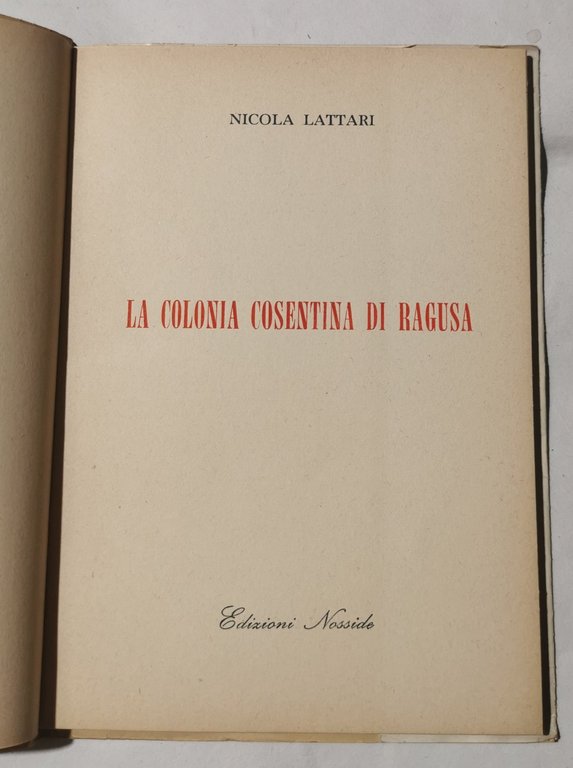 NICOLA LATTARI
LA COLONIA COSENTINA DI RAGUSA
Edizioni Nosside